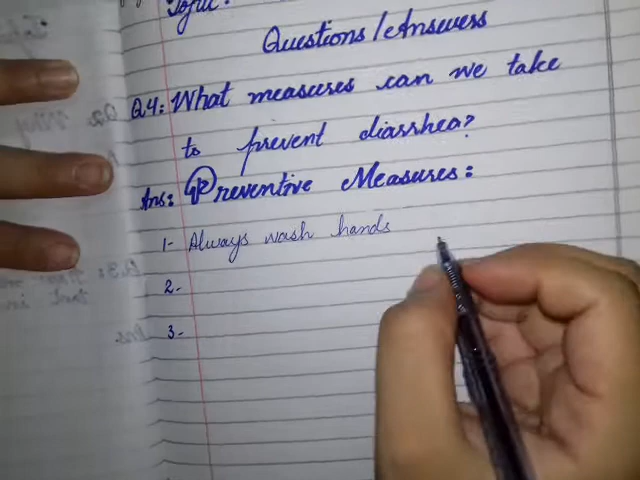 Topic:
Questions/Answers
Q4: What measures can we take
to prevent diarrhea?
Ans: Preventive Measures:
1- Always wash hands
2-
3-